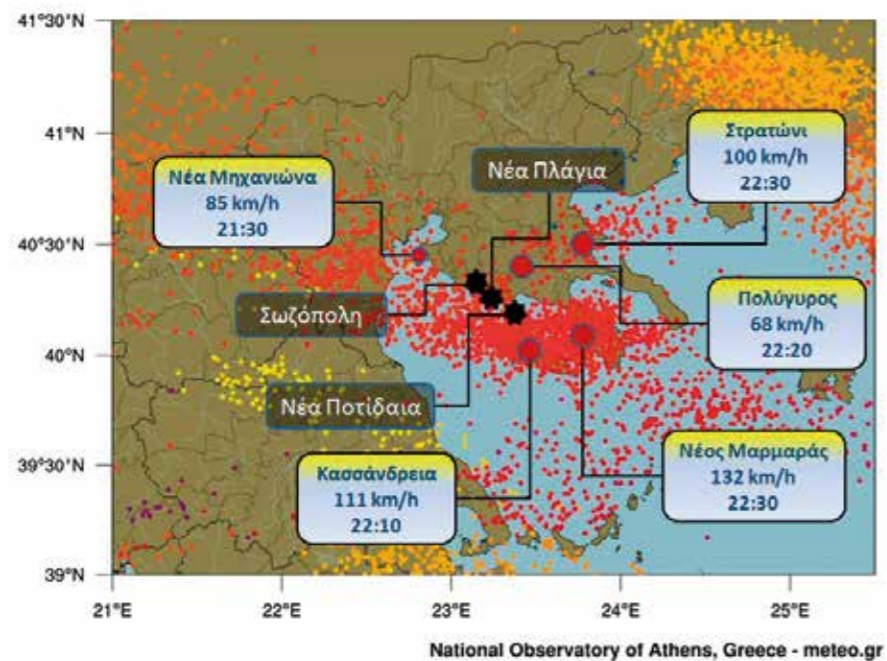 41°30'N
41°N
40°30'N
40°N
39°30'N
39°N
Νέα Μηχανιώνα
85 km/h
21:30
Νέα Πλάγια
Στρατώνι
100 km/h
22:30
Σωζόπολη
Πολύγυρος
68 km/h
22:20
Νέα Ποτίδαια
Κασσάνδρεια
111 km/h
22:10
Νέος Μαρμαράς
132 km/h
22:30
21°E
22°E
23°E
24°E
25°E
National Observatory of Athens, Greece - meteo.gr